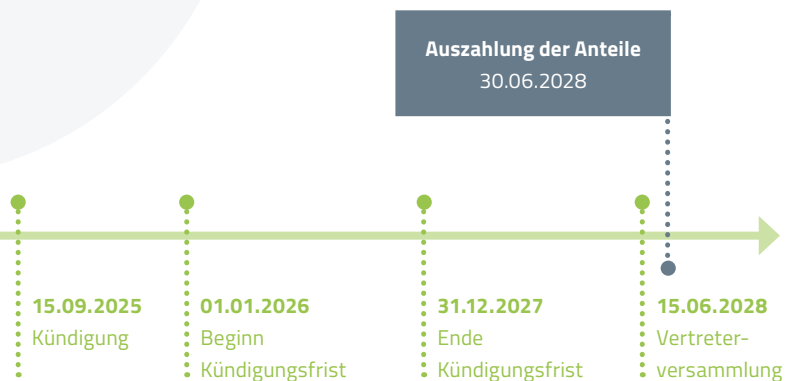 Auszahlung der Anteile
30.06.2028
15.09.2025
Kündigung
01.01.2026
Beginn
Kündigungsfrist
31.12.2027
Ende
Kündigungsfrist
15.06.2028
Vertreter-
versammlung